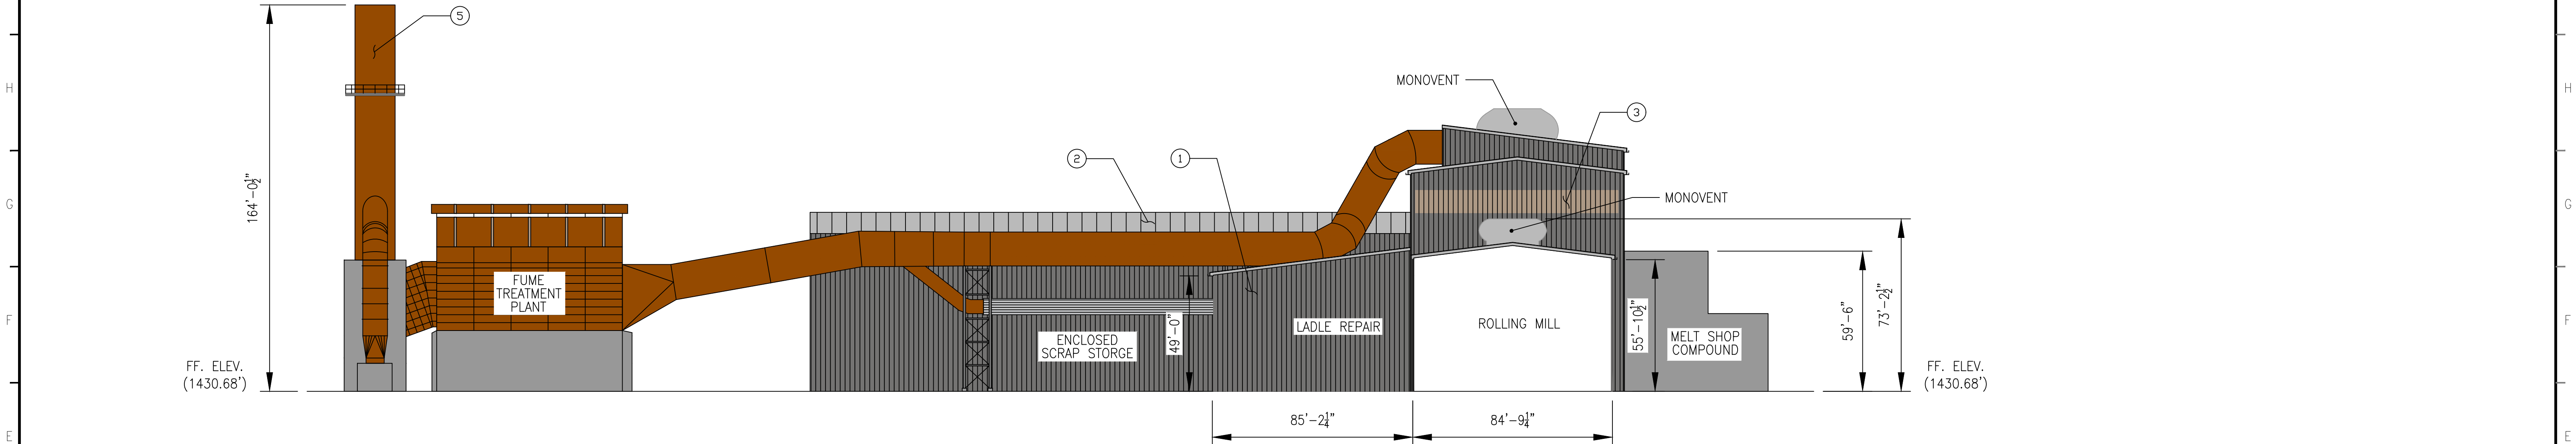 5
H
H
MONOVENT
3
2
1
164'-0½"
G
G
MONOVENT
FUME
TREATMENT
PLANT
F
F
ENCLOSED
SCRAP STORGE
49'-0"
LADLE REPAIR
ROLLING MILL
55'-10½"
MELT SHOP
COMPOUND
59'-6"
73'-2½"
FF. ELEV.
(1430.68')
FF. ELEV.
(1430.68')
85'-2¼"
84'-9¼"
E
E